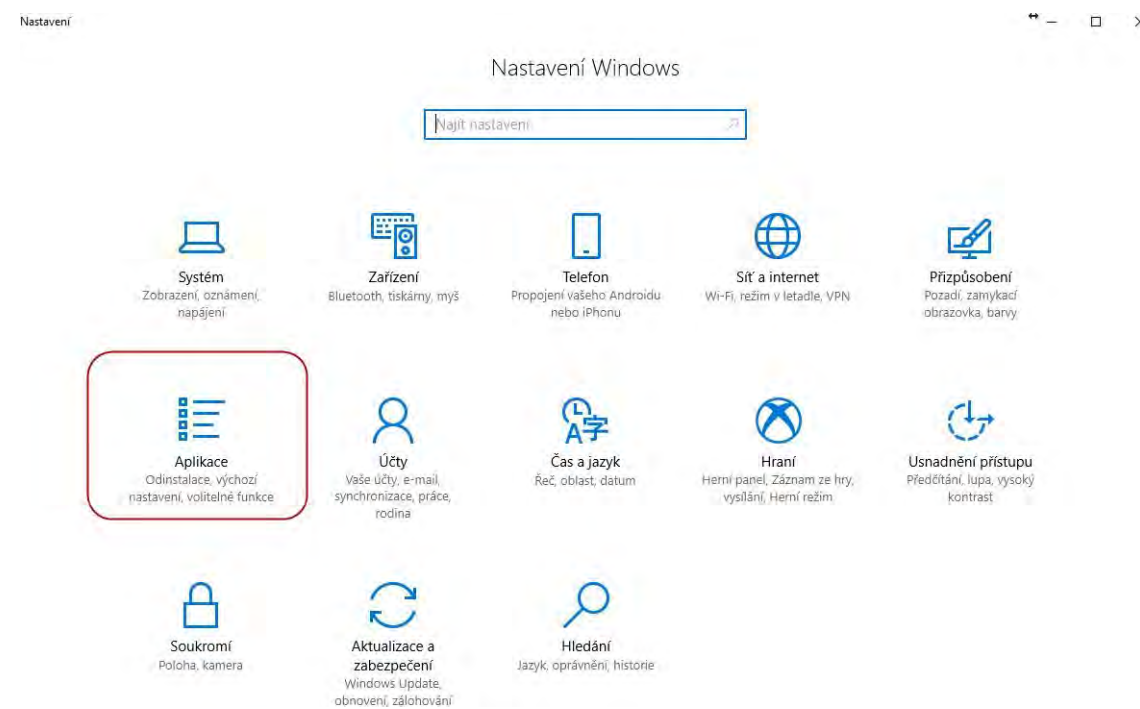 Nastavení
Nastavení Windows
Najít nastavení
Systém
Zobrazení, oznámení,
napájení
Zařízení
Bluetooth, tiskárny, myš
Telefon
Propojení vašeho Androidu
nebo iPhonu
Síť a internet
Wi-Fi, režim v letadle, VPN
Přizpůsobení
Pozadí, zamykací
obrazovka, barvy
Aplikace
Odinstalace, výchozí
nastavení, volitelné funkce
Účty
Vaše účty, e-mail,
synchronizace, práce,
rodina
Čas a jazyk
Řeč, oblast, datum
Hraní
Herní panel, Záznam ze hry,
vysílání, Herní režim
Usnadnění přístupu
Předčítání, lupa, vysoký
kontrast
Soukromí
Poloha, kamera
Aktualizace a
zabezpečení
Windows Update,
obnovení, zálohování
Hledání
Jazyk, oprávnění, historie